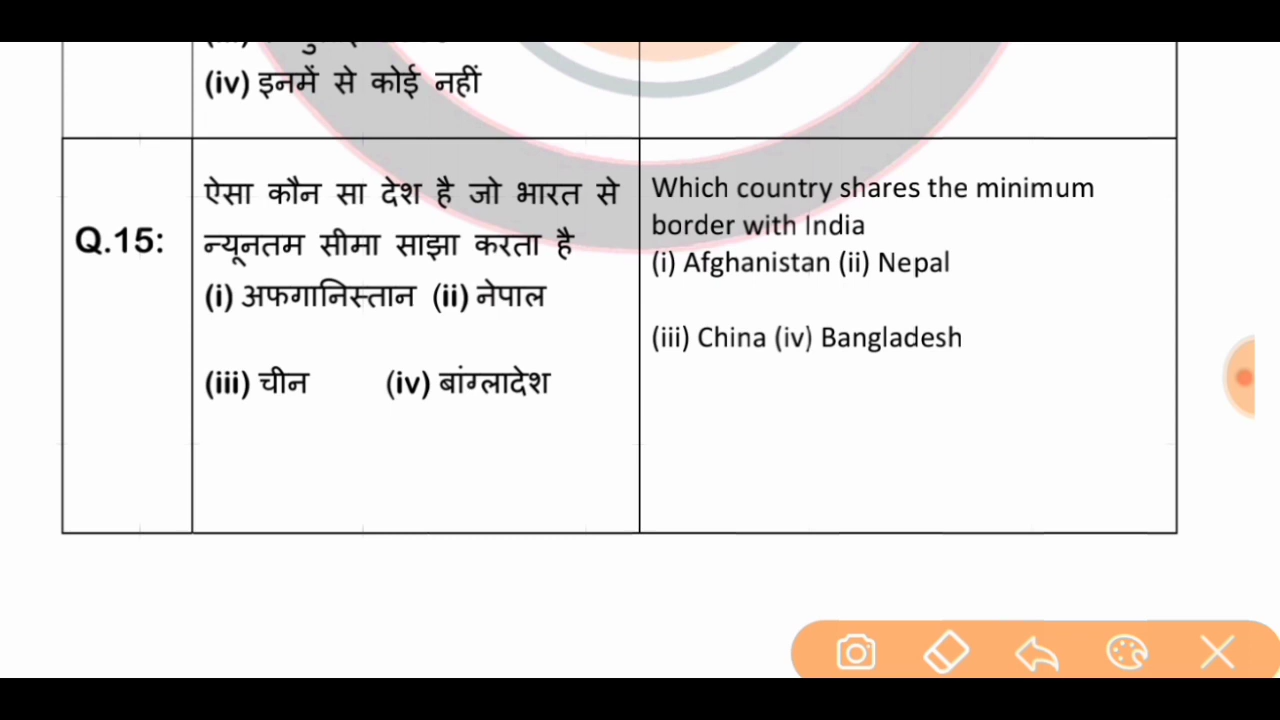 (iv) इनमें से कोई नहीं
Q.15:
ऐसा कौन सा देश है जो भारत से
न्यूनतम सीमा साझा करता है
(i) अफगानिस्तान (ii) नेपाल
(iii) चीन (iv) बांग्लादेश
Which country shares the minimum
border with India
(i) Afghanistan (ii) Nepal
(iii) China (iv) Bangladesh